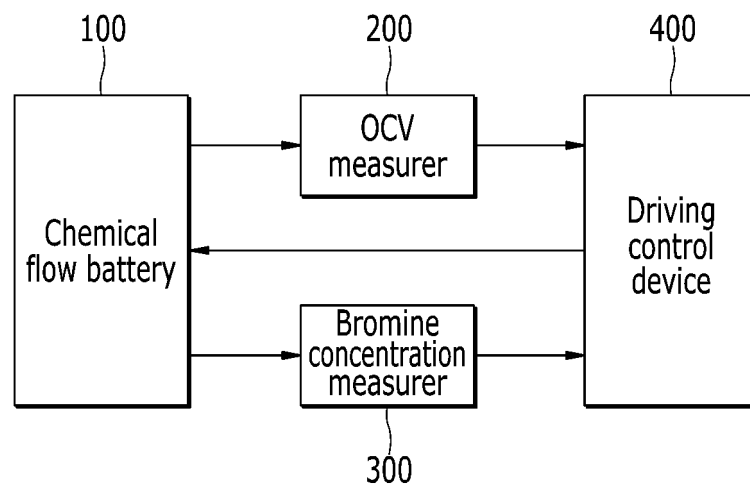 100
200
400
OCV
measurer
Chemical
flow battery
Driving
control
device
Bromine
concentration
measurer
300